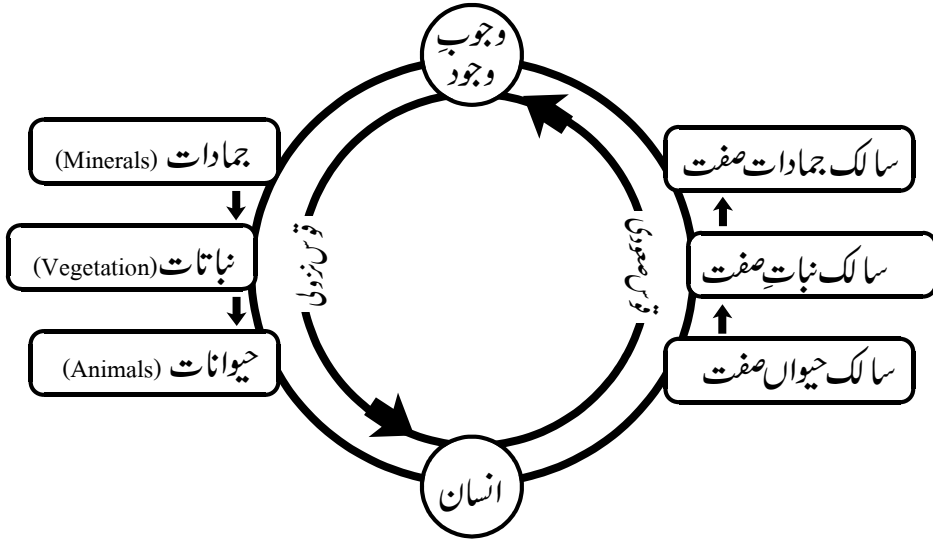 وجوبِ
وجود
سالک جمادات صفت
جمادات (Minerals)
سالک نباتِ صفت
نباتات (Vegetation)
قوس صعودی
قوس نزولی
سالک حیواں صفت
حیوانات (Animals)
انسان